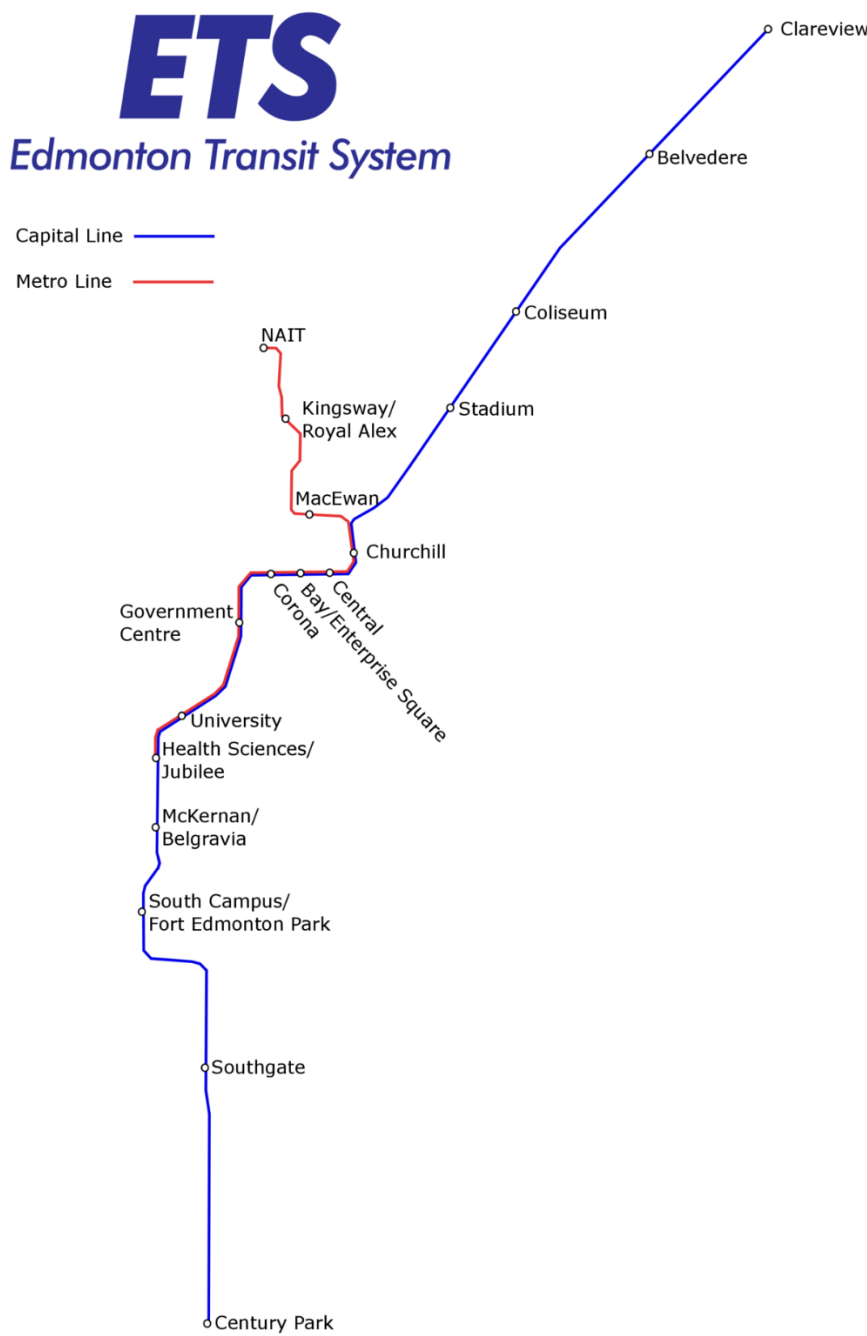 ETS
Edmonton Transit System
Capital Line
Metro Line
Clareview
Belvedere
Coliseum
Stadium
NAIT
Kingsway/
Royal Alex
MacEwan
Churchill
Central
Bay/Enterprise Square
Corona
Government
Centre
University
Health Sciences/
Jubilee
McKernan/
Belgravia
South Campus/
Fort Edmonton Park
Southgate
Century Park